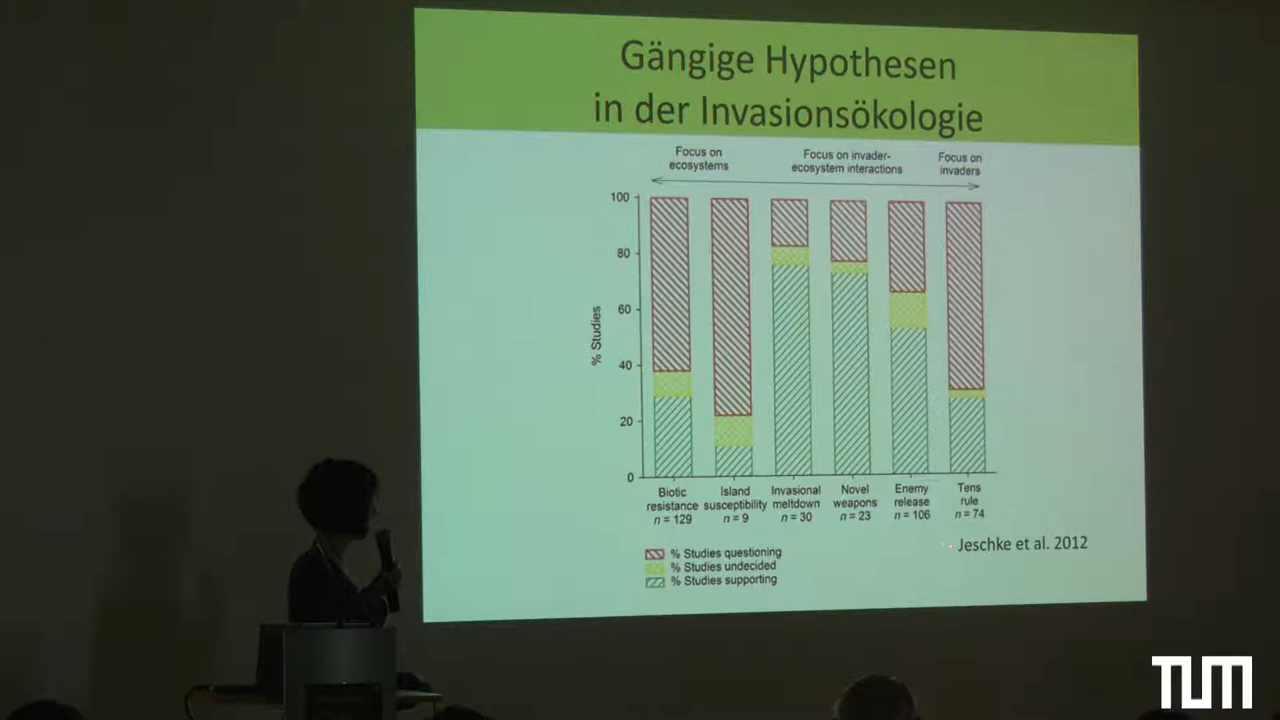 Gängige Hypothesen
in der Invasionsökologie
Focus on
ecosystems
Focus on invader-
ecosystem interactions
Focus on
invaders
100
80
60
40
20
0
% Studies
Biotic
resistance
n = 129
Island
susceptibility
n = 9
Invasional
meltdown
n = 30
Novel
weapons
n = 23
Enemy
release
n = 106
Tens
rule
n = 74
% Studies questioning
% Studies undecided
% Studies supporting
Jeschke et al. 2012
TUM